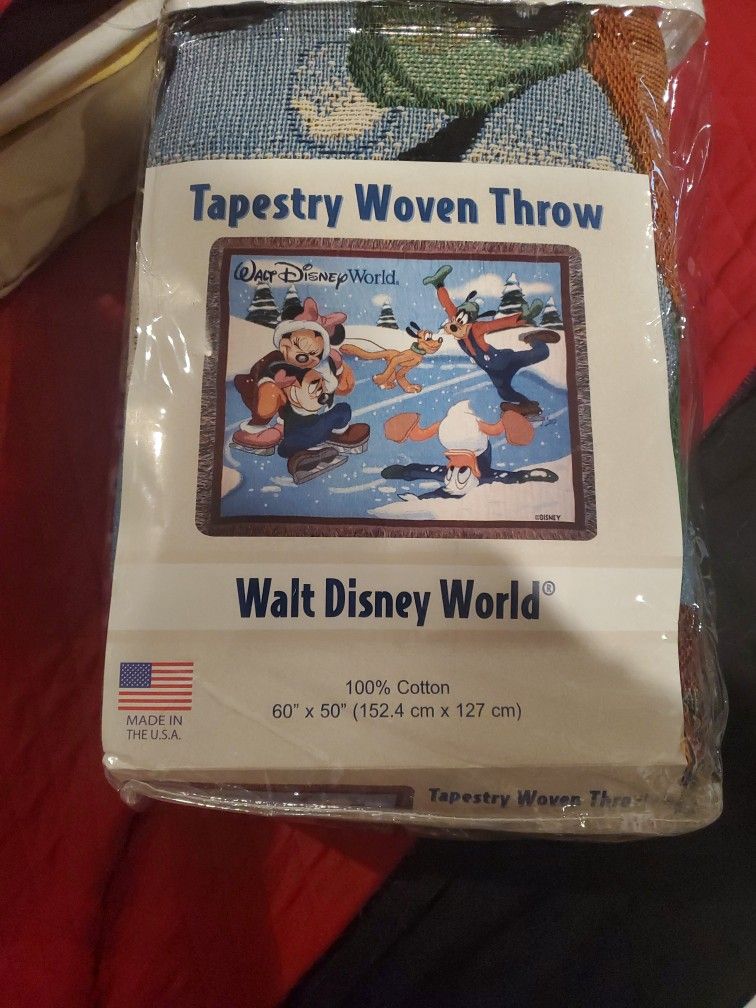 Tapestry Woven Throw
WALT DISNEY World.
©DISNEY
Walt Disney World®
100% Cotton
60" x 50" (152.4 cm x 127 cm)
MADE IN
THE U.S.A.
Tapestry Woven Throw